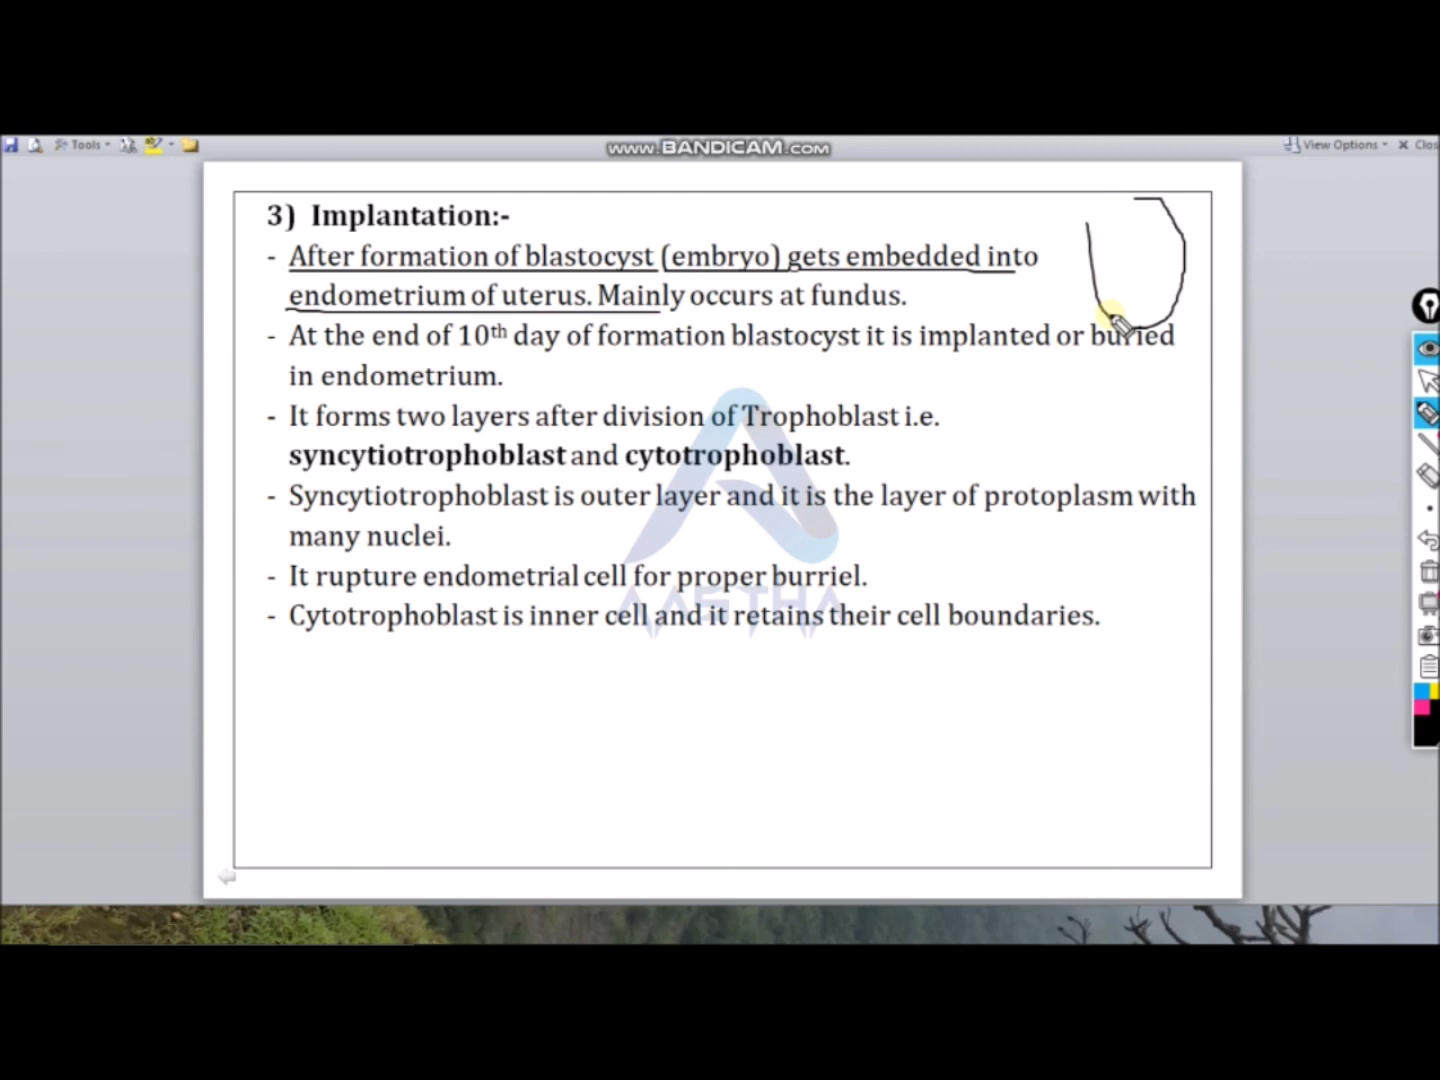 Tools
www.BANDICAM.com
View Options
Clos
3) Implantation:-
- After formation of blastocyst (embryo) gets embedded into
endometrium of uterus. Mainly occurs at fundus.
- At the end of 10th day of formation blastocyst it is implanted or buried
in endometrium.
- It forms two layers after division of Trophoblast i.e.
syncytiotrophoblast and cytotrophoblast.
- Syncytiotrophoblast is outer layer and it is the layer of protoplasm with
many nuclei.
- It rupture endometrial cell for proper burriel.
- Cytotrophoblast is inner cell and it retains their cell boundaries.
AASTHA